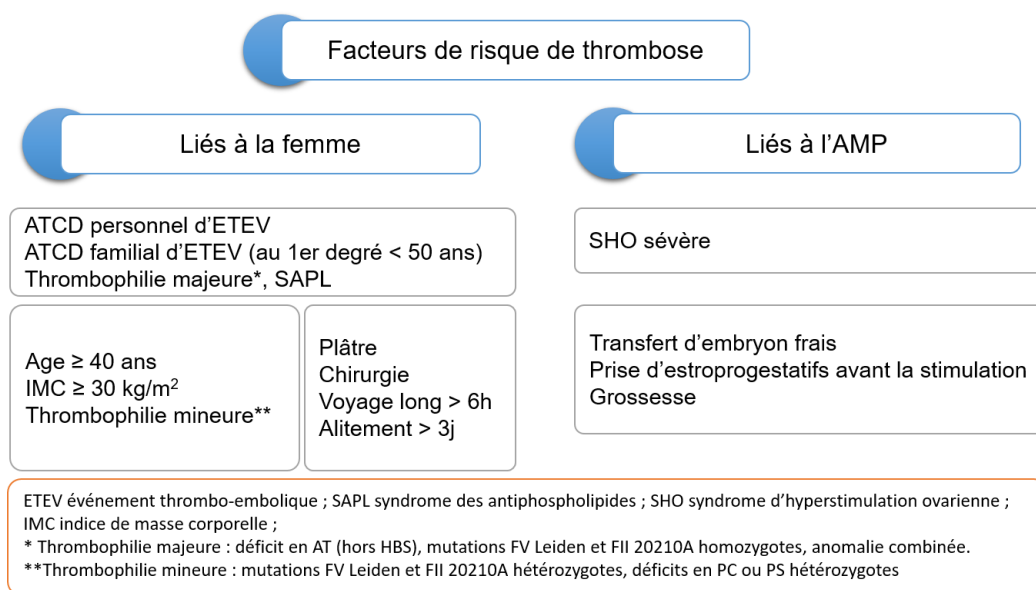 Facteurs de risque de thrombose
Liés à la femme
Liés à l’AMP
ATCD personnel d’ETEV
ATCD familial d’ETEV (au 1er degré < 50 ans)
Thrombophilie majeure*, SAPL
SHO sévère
Age ≥ 40 ans
IMC ≥ 30 kg/m²
Thrombophilie mineure**
Plâtre
Chirurgie
Voyage long > 6h
Alitement > 3j
Transfert d’embryon frais
Prise d’estroprogestatifs avant la stimulation
Grossesse
ETEV événement thrombo-embolique ; SAPL syndrome des antiphospholipides ; SHO syndrome d’hyperstimulation ovarienne ;
IMC indice de masse corporelle ;
* Thrombophilie majeure : déficit en AT (hors HBS), mutations FV Leiden et FII 20210A homozygotes, anomalie combinée.
**Thrombophilie mineure : mutations FV Leiden et FII 20210A hétérozygotes, déficits en PC ou PS hétérozygotes